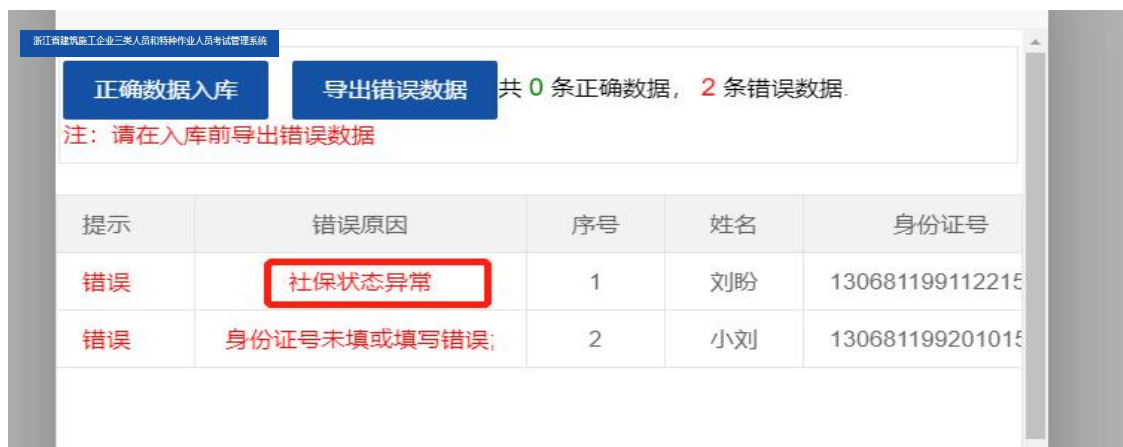 浙江省建筑施工企业三类人员和特种作业人员考试管理系统
正确数据入库 导出错误数据 共 0 条正确数据， 2 条错误数据.
注：请在入库前导出错误数据
提示 错误原因 序号 姓名 身份证号
错误 社保状态异常 1 刘盼 130681199112215
错误 身份证号未填或填写错误; 2 小刘 130681199201015